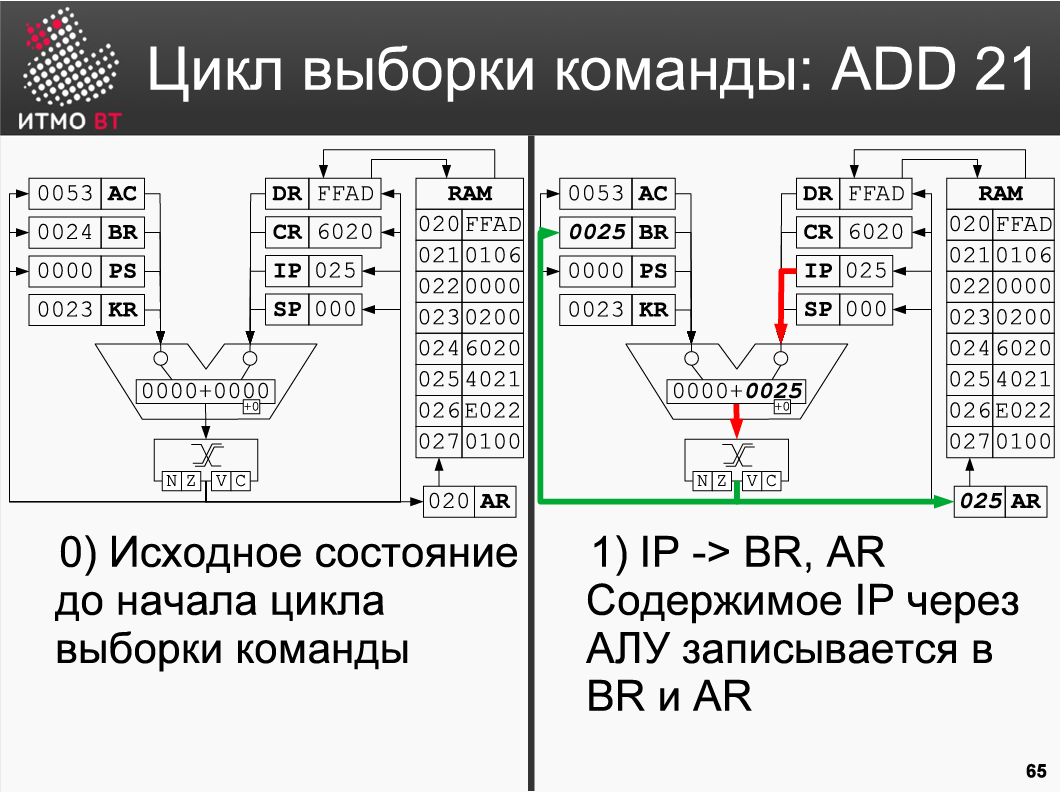 Цикл выборки команды: ADD 21
ИТМО ВТ
0053 AC
0024 BR
0000 PS
0023 KR
DR FFAD
CR 6020
IP 025
SP 000
RAM
020 FFAD
021 0106
022 0000
023 0200
024 6020
025 4021
026 E022
027 0100
0000+0000
+0
N Z V C
020 AR
0) Исходное состояние
до начала цикла
выборки команды
0053 AC
0025 BR
0000 PS
0023 KR
DR FFAD
CR 6020
IP 025
SP 000
RAM
020 FFAD
021 0106
022 0000
023 0200
024 6020
025 4021
026 E022
027 0100
0000+0025
+0
N Z V C
025 AR
1) IP -> BR, AR
Содержимое IP через
АЛУ записывается в
BR и AR
65